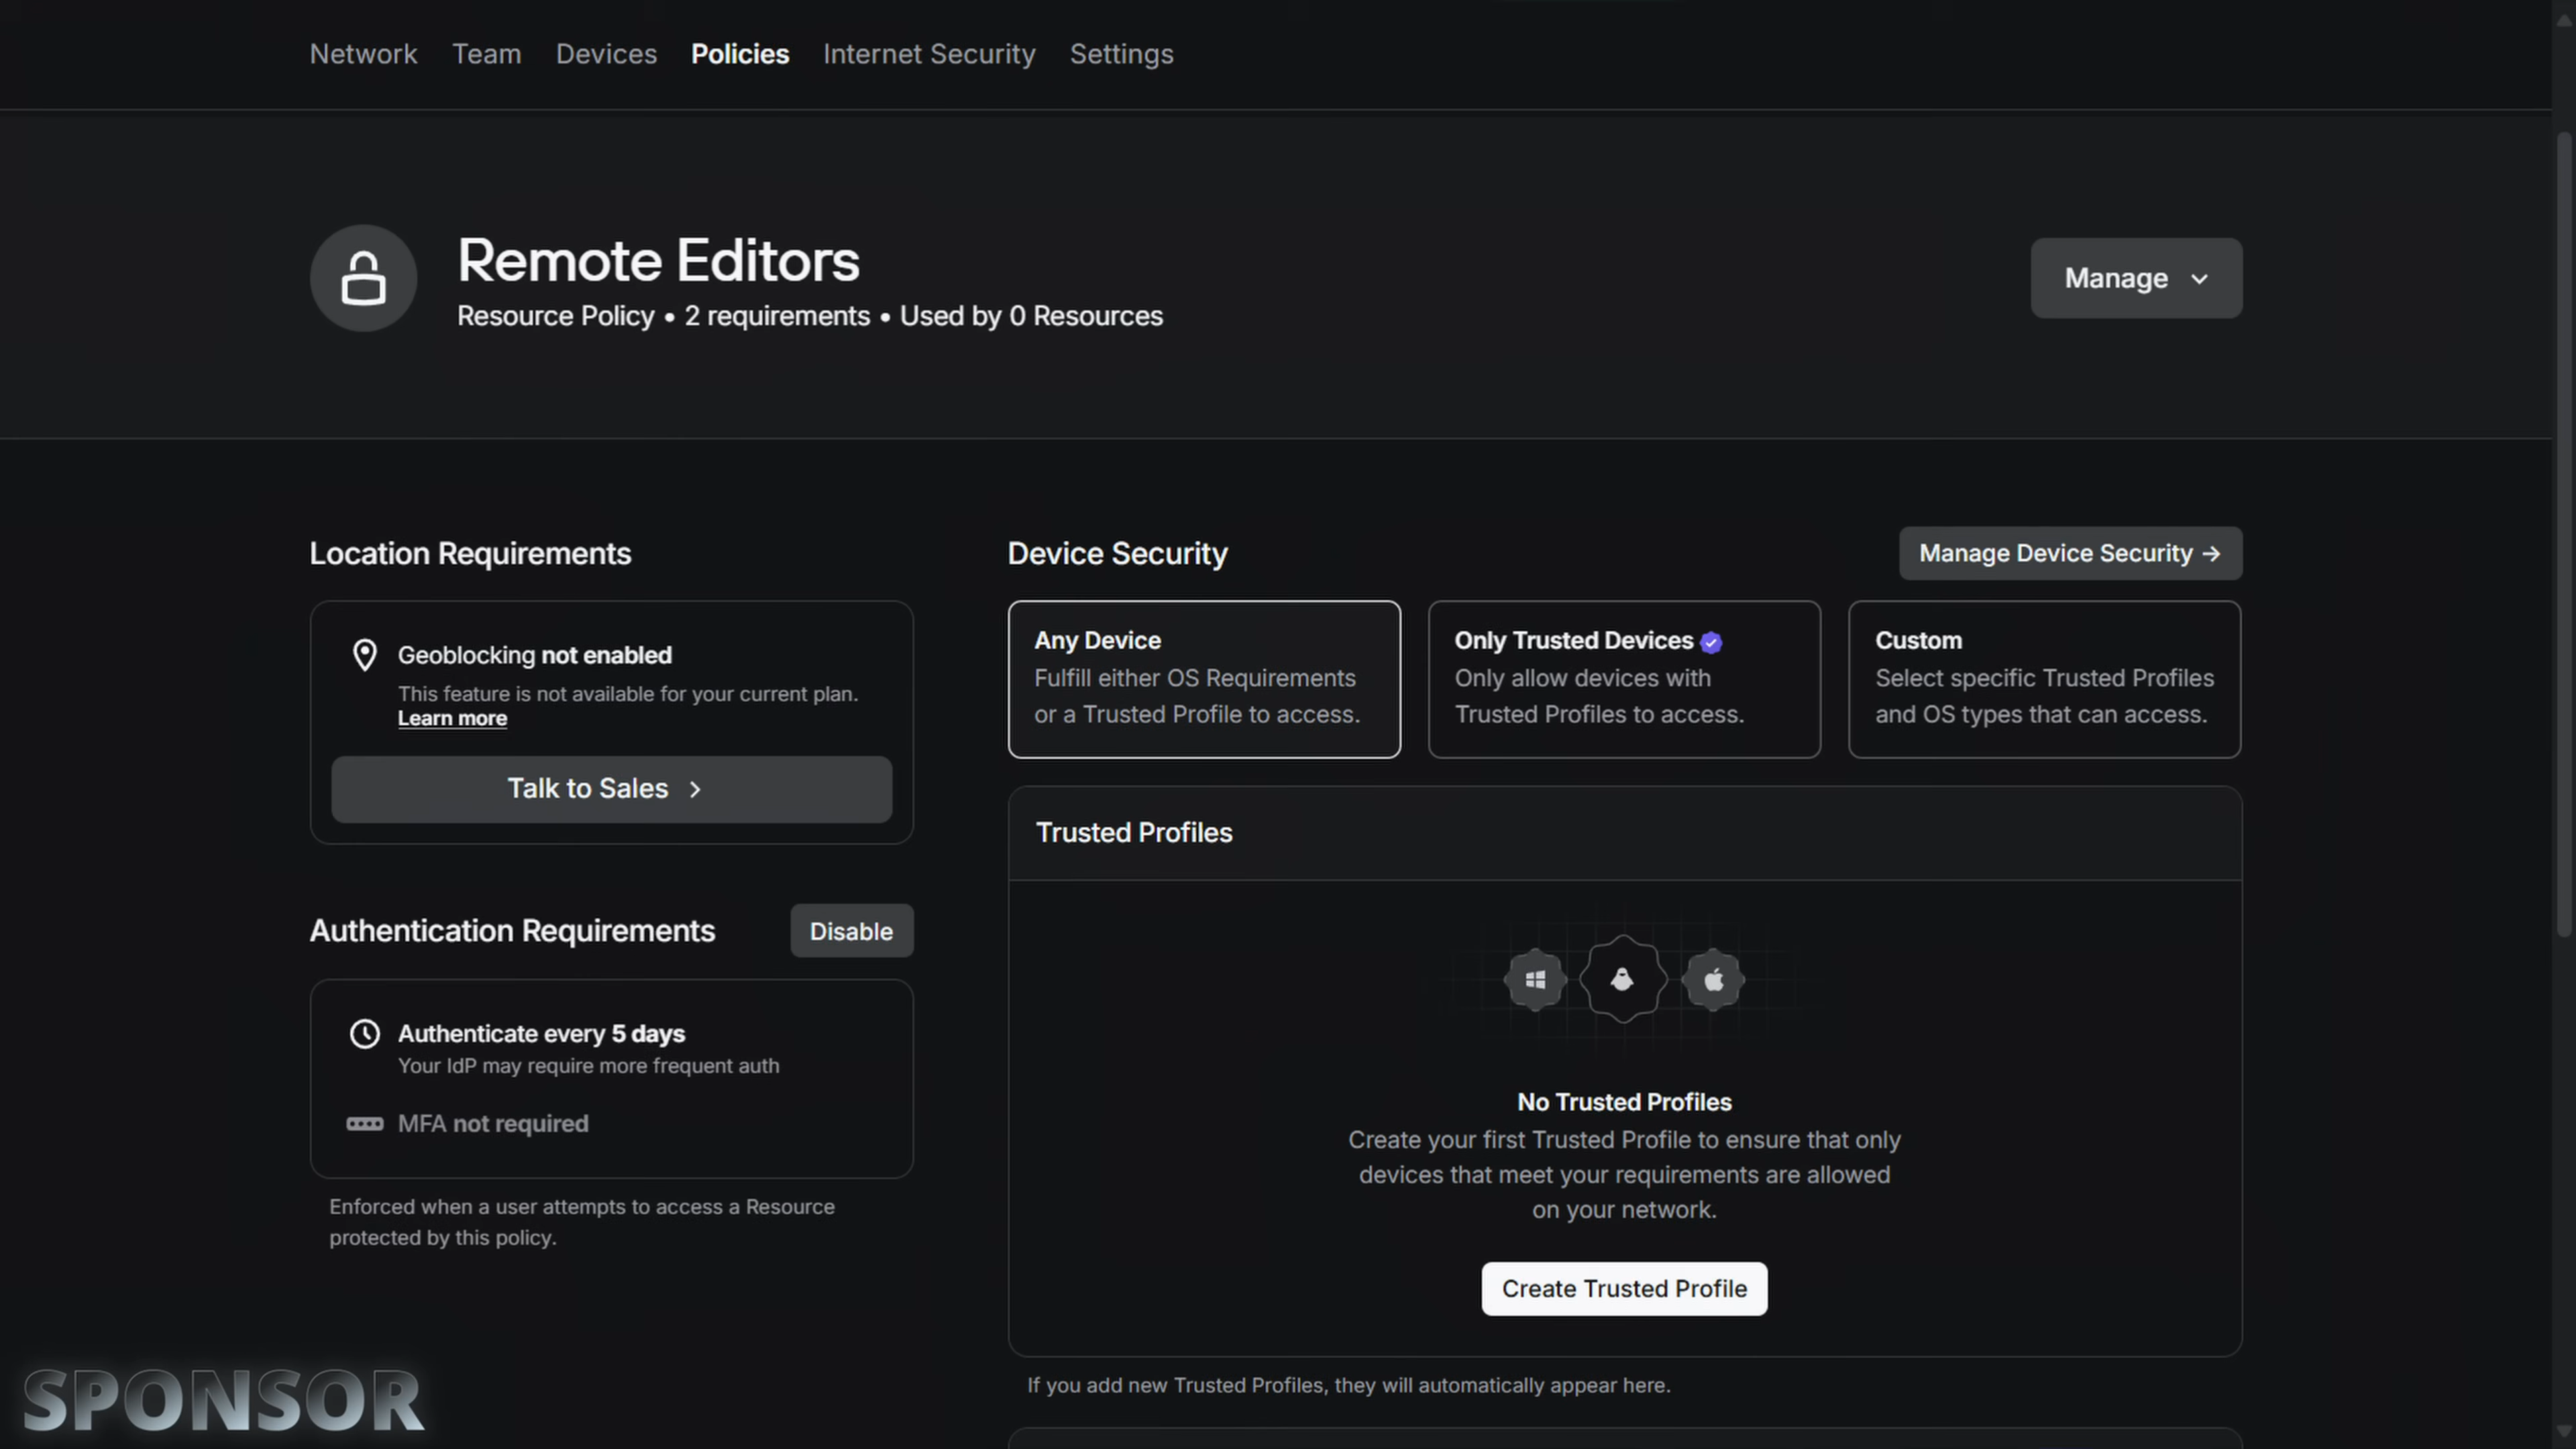 Network Team Devices Policies Internet Security Settings
Remote Editors
Resource Policy • 2 requirements • Used by 0 Resources
Manage
Location Requirements
Geoblocking not enabled
This feature is not available for your current plan.
Learn more
Talk to Sales
Authentication Requirements
Disable
Authenticate every 5 days
Your IdP may require more frequent auth
MFA not required
Enforced when a user attempts to access a Resource
protected by this policy.
Device Security
Manage Device Security →
Any Device
Fulfill either OS Requirements
or a Trusted Profile to access.
Only Trusted Devices
Only allow devices with
Trusted Profiles to access.
Custom
Select specific Trusted Profiles
and OS types that can access.
Trusted Profiles
No Trusted Profiles
Create your first Trusted Profile to ensure that only
devices that meet your requirements are allowed
on your network.
Create Trusted Profile
If you add new Trusted Profiles, they will automatically appear here.
SPONSOR